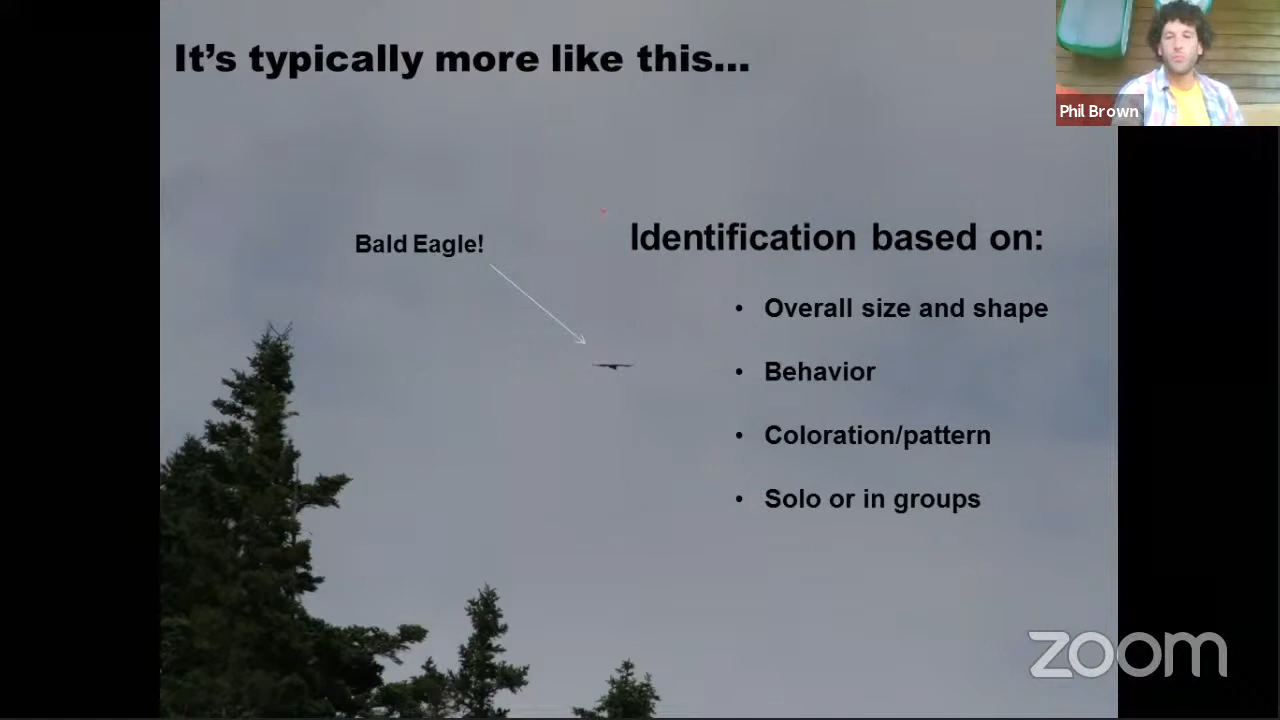 It's typically more like this...
Phil Brown
Bald Eagle!
Identification based on:
• Overall size and shape
• Behavior
• Coloration/pattern
• Solo or in groups
zoom